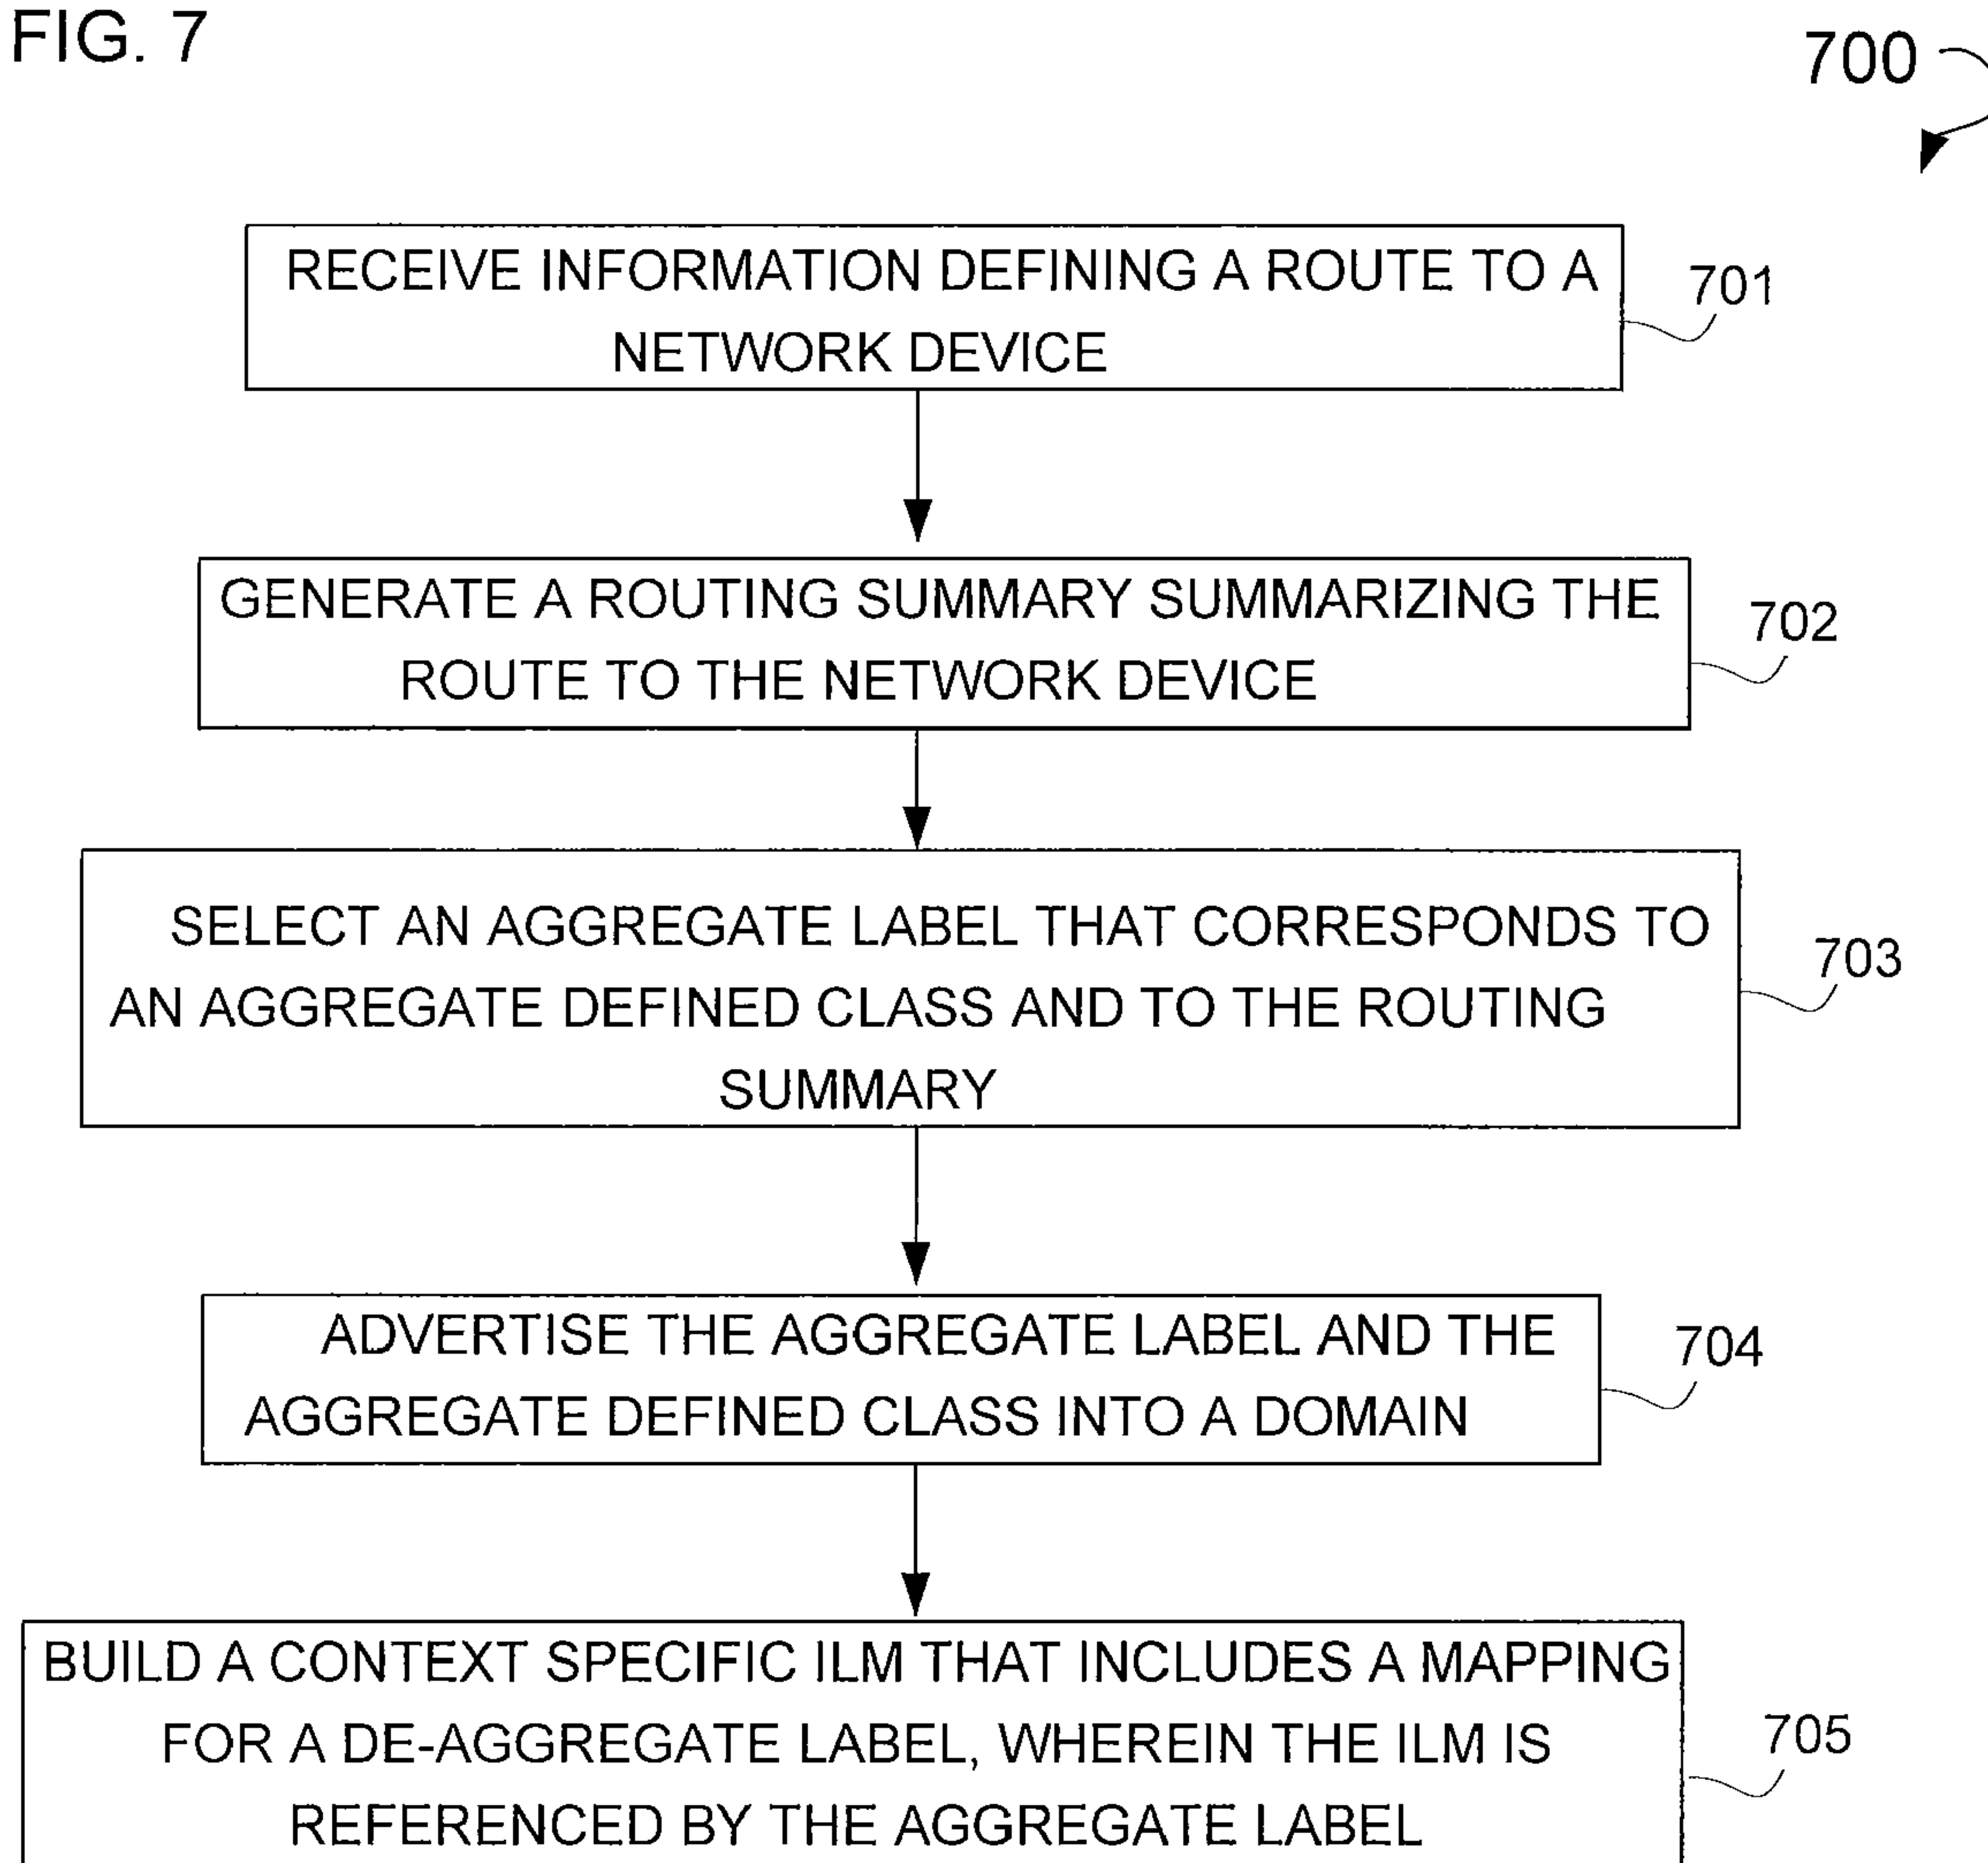 FIG. 7
700
RECEIVE INFORMATION DEFINING A ROUTE TO A
NETWORK DEVICE
701
GENERATE A ROUTING SUMMARY SUMMARIZING THE
ROUTE TO THE NETWORK DEVICE
702
SELECT AN AGGREGATE LABEL THAT CORRESPONDS TO
AN AGGREGATE DEFINED CLASS AND TO THE ROUTING
SUMMARY
703
ADVERTISE THE AGGREGATE LABEL AND THE
AGGREGATE DEFINED CLASS INTO A DOMAIN
704
BUILD A CONTEXT SPECIFIC ILM THAT INCLUDES A MAPPING
FOR A DE-AGGREGATE LABEL, WHEREIN THE ILM IS
REFERENCED BY THE AGGREGATE LABEL
705